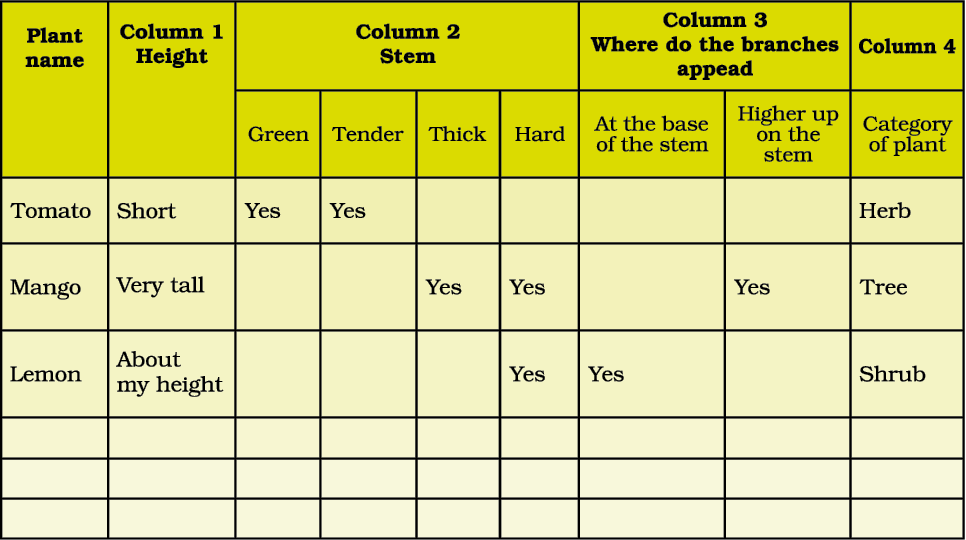 Plant name
Column 1 Height
Column 2 Stem
Column 3 Where do the branches appead
Column 4
Green
Tender
Thick
Hard
At the base of the stem
Higher up on the stem
Category of plant
Tomato Short Yes Yes Herb
Mango Very tall Yes Yes Yes Tree
Lemon About my height Yes Yes Shrub